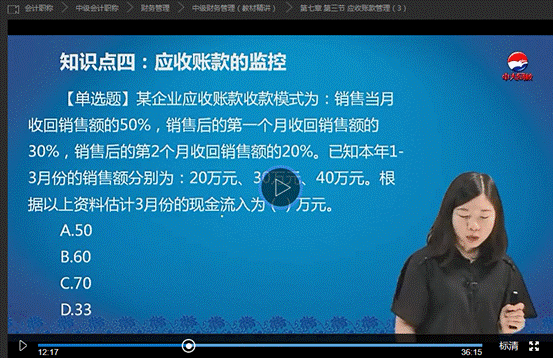 会计职称 中级会计职称 财务管理 中级财务管理（教材精讲） 第七章 第三节 应收账款管理（3）
知识点四：应收账款的监控
【单选题】某企业应收账款收款模式为：销售当月
收回销售额的50%，销售后的第一个月收回销售额的
30%，销售后的第2个月收回销售额的20%。已知本年1-
3月份的销售额分别为：20万元、30万元、40万元。根
据以上资料估计3月份的现金流入为（ ）万元。
A.50
B.60
C.70
D.33
12:17 36:15 标清